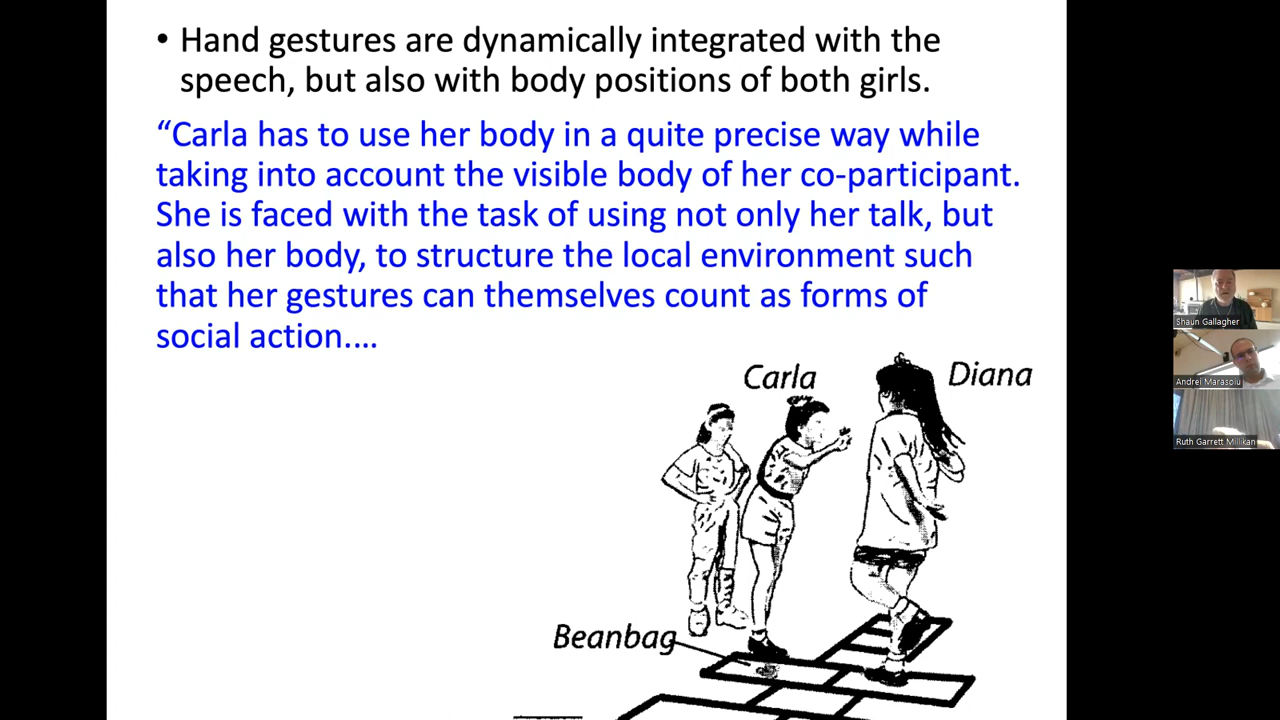 • Hand gestures are dynamically integrated with the
speech, but also with body positions of both girls.
“Carla has to use her body in a quite precise way while
taking into account the visible body of her co-participant.
She is faced with the task of using not only her talk, but
also her body, to structure the local environment such
that her gestures can themselves count as forms of
social action....
Carla
Diana
Beanbag
Shaun Gallagher
Andrei Marasoiu
Ruth Garrett Millikan